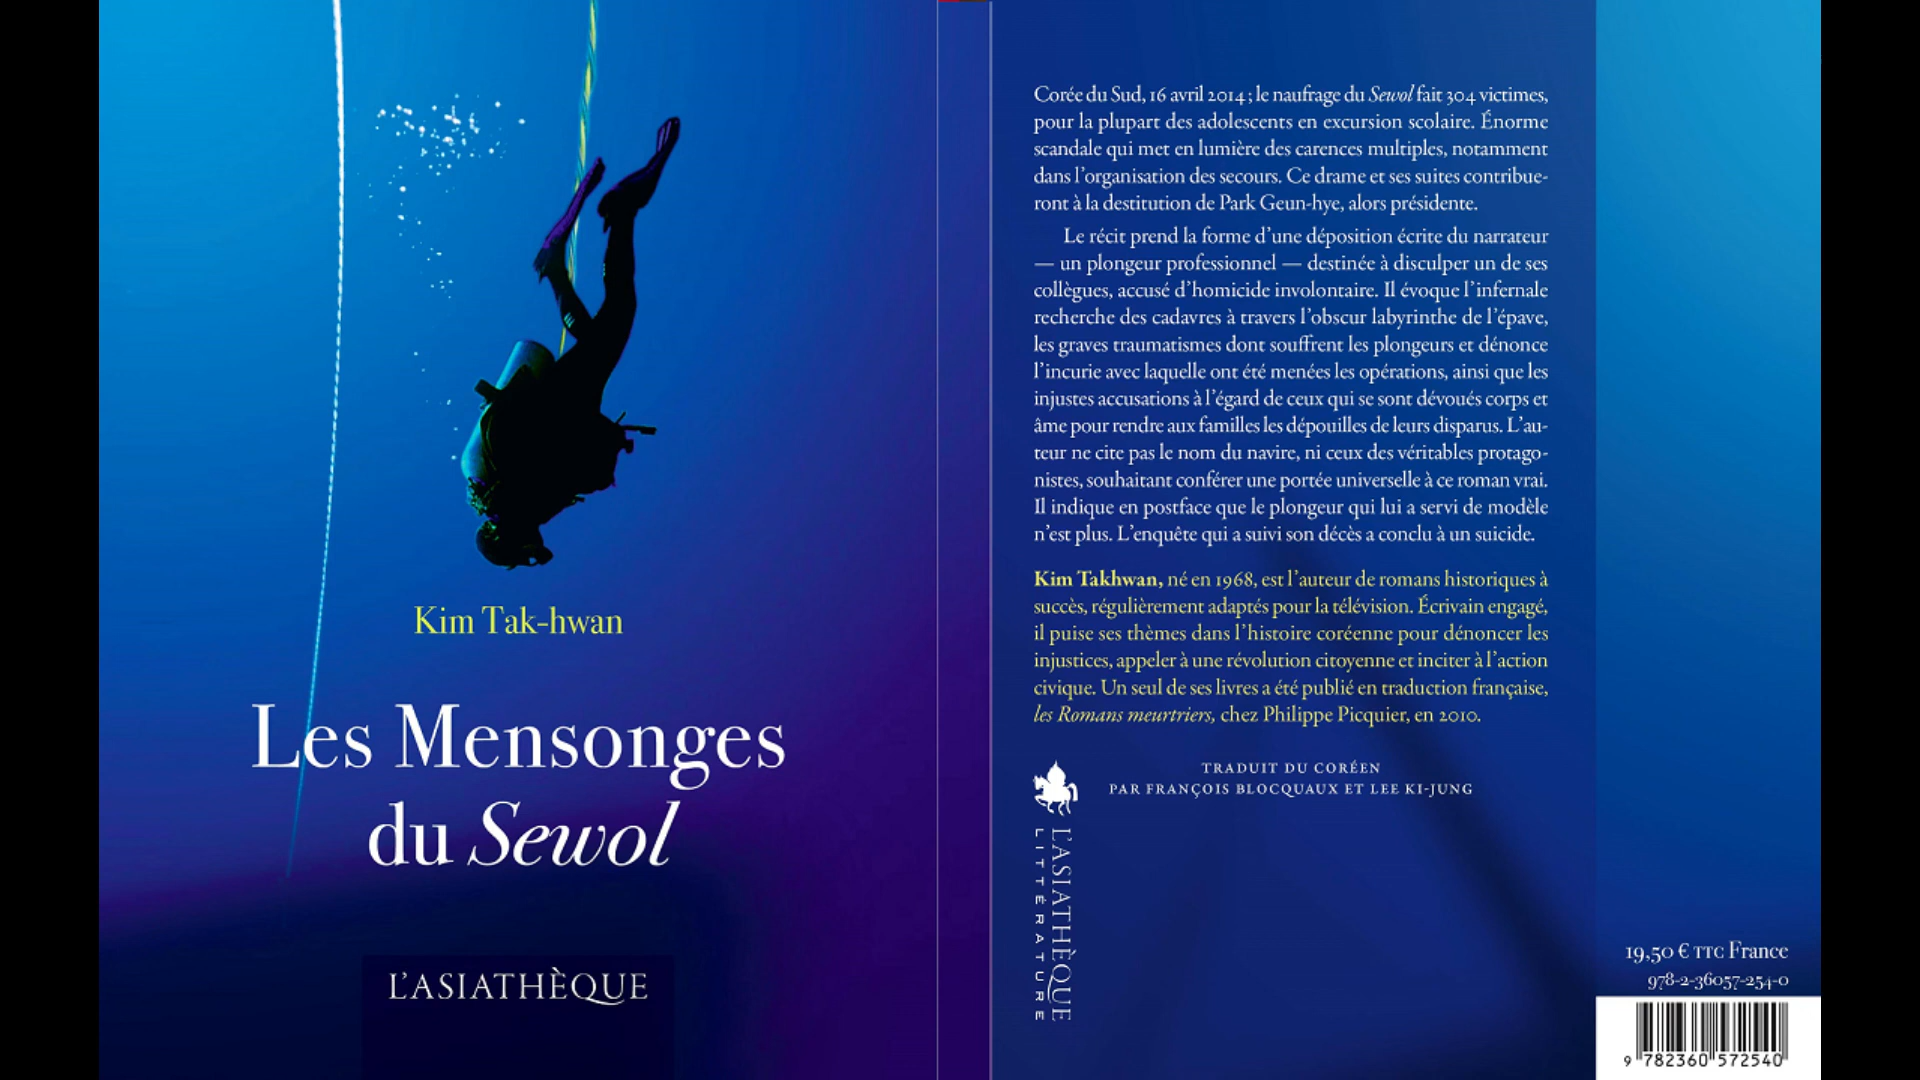 Kim Tak-hwan
Les Mensonges
du Sewol
L'ASIATHÈQUE
Corée du Sud, 16 avril 2014 ; le naufrage du Sewol fait 304 victimes,
pour la plupart des adolescents en excursion scolaire. Énorme
scandale qui met en lumière des carences multiples, notamment
dans l'organisation des secours. Ce drame et ses suites contribue-
ront à la destitution de Park Geun-hye, alors présidente.
Le récit prend la forme d'une déposition écrite du narrateur
— un plongeur professionnel — destinée à disculper un de ses
collègues, accusé d'homicide involontaire. Il évoque l'infernale
recherche des cadavres à travers l'obscur labyrinthe de l'épave,
les graves traumatismes dont souffrent les plongeurs et dénonce
l'incurie avec laquelle ont été menées les opérations, ainsi que les
injustes accusations à l'égard de ceux qui se sont dévoués corps et
âme pour rendre aux familles les dépouilles de leurs disparus. L'au-
teur ne cite pas le nom du navire, ni ceux des véritables protago-
nistes, souhaitant conférer une portée universelle à ce roman vrai.
Il indique en postface que le plongeur qui lui a servi de modèle
n'est plus. L'enquête qui a suivi son décès a conclu à un suicide.
Kim Takhwan, né en 1968, est l'auteur de romans historiques à
succès, régulièrement adaptés pour la télévision. Écrivain engagé,
il puise ses thèmes dans l'histoire coréenne pour dénoncer les
injustices, appeler à une révolution citoyenne et inciter à l'action
civique. Un seul de ses livres a été publié en traduction française,
les Romans meurtriers, chez Philippe Picquier, en 2010.
TRADUIT DU CORÉEN
PAR FRANÇOIS BLOCQUAUX ET LEE KI-JUNG
L'ASIATHÈQUE
LITTÉRATURE
19,50 € TTC France
978-2-36057-254-0
9 782360 572540